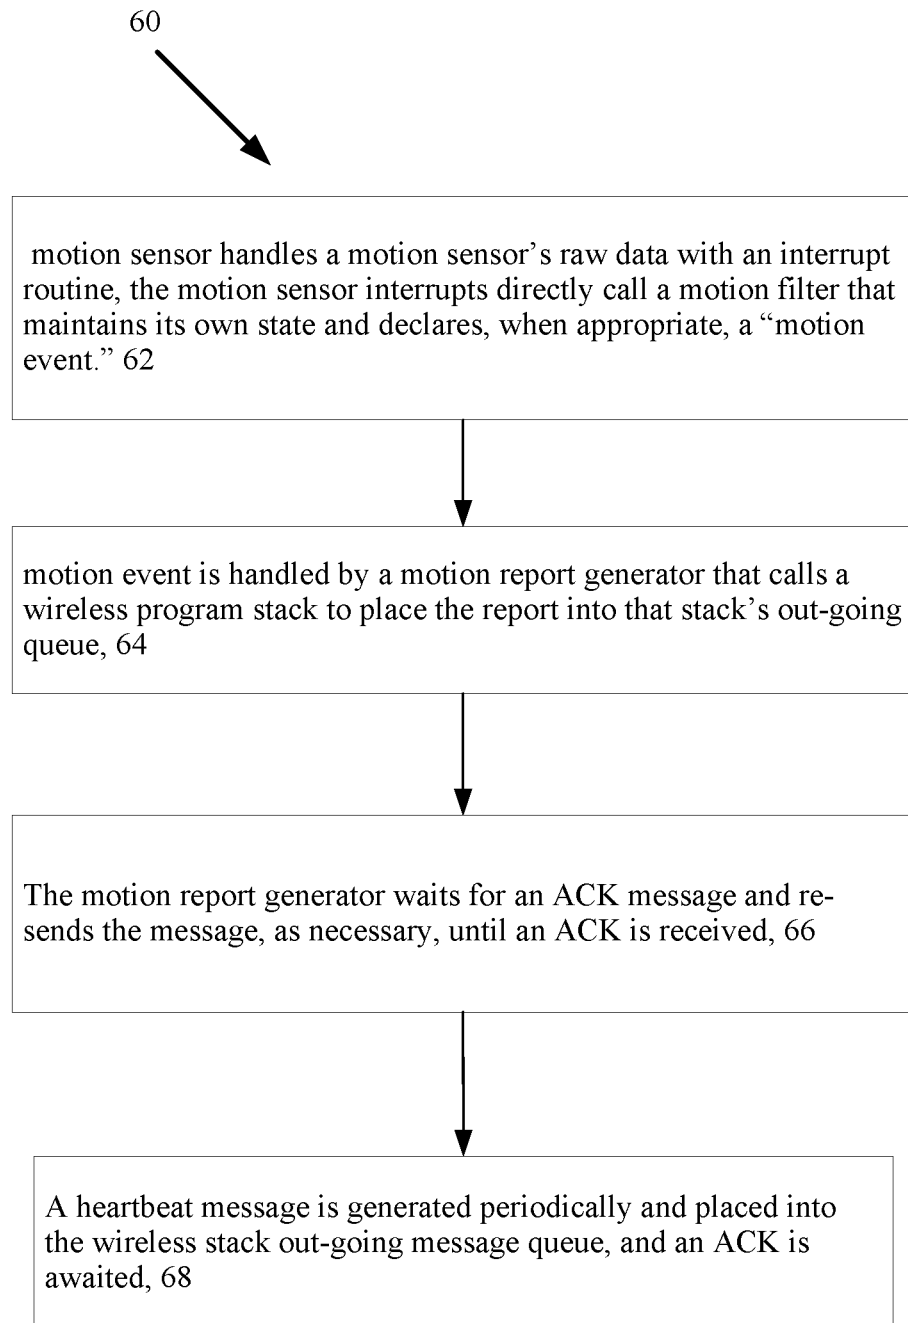 60
motion sensor handles a motion sensor’s raw data with an interrupt
routine, the motion sensor interrupts directly call a motion filter that
maintains its own state and declares, when appropriate, a “motion
event.” 62
motion event is handled by a motion report generator that calls a
wireless program stack to place the report into that stack’s out-going
queue, 64
The motion report generator waits for an ACK message and re-
sends the message, as necessary, until an ACK is received, 66
A heartbeat message is generated periodically and placed into
the wireless stack out-going message queue, and an ACK is
awaited, 68